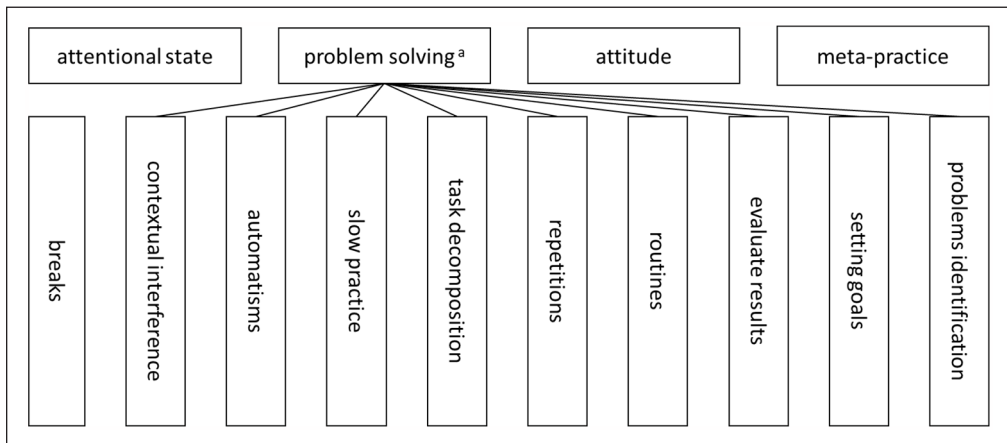 attentional state
problem solving a
attitude
meta-practice
breaks
contextual interference
automatisms
slow practice
task decomposition
repetitions
routines
evaluate results
setting goals
problems identification